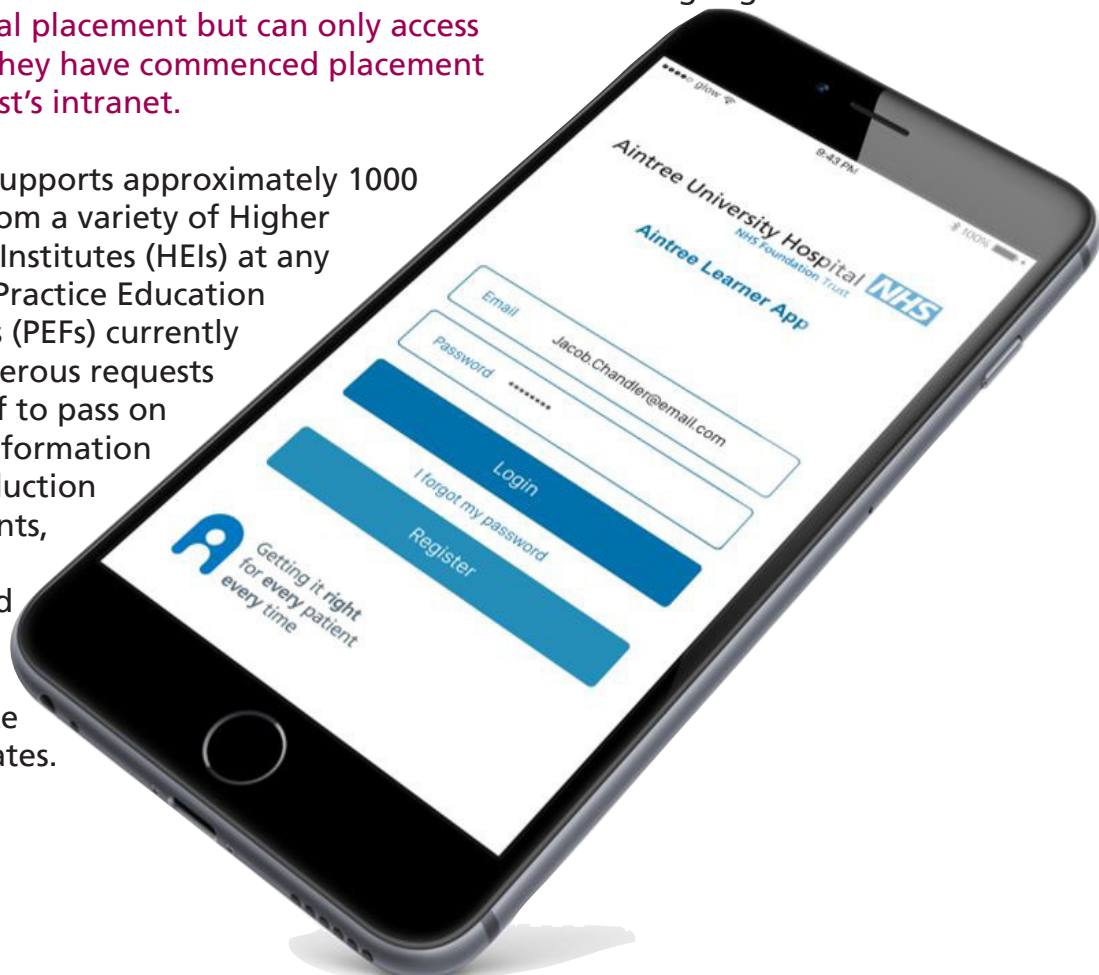 al placement but can only access
hey have commenced placement
st's intranet.
upports approximately 1000
om a variety of Higher
Institutes (HEIs) at any
Practice Education
s (PEFs) currently
erous requests
f to pass on
formation
duction
nts,
d
e
ates.
glow
9:43 PM
100%
Aintree University Hospital NHS
NHS Foundation Trust
Aintree Learner App
Email Jacob.Chandler@email.com
Password ••••••••
Login
I forgot my password
Register
Getting it right
for every patient
every time